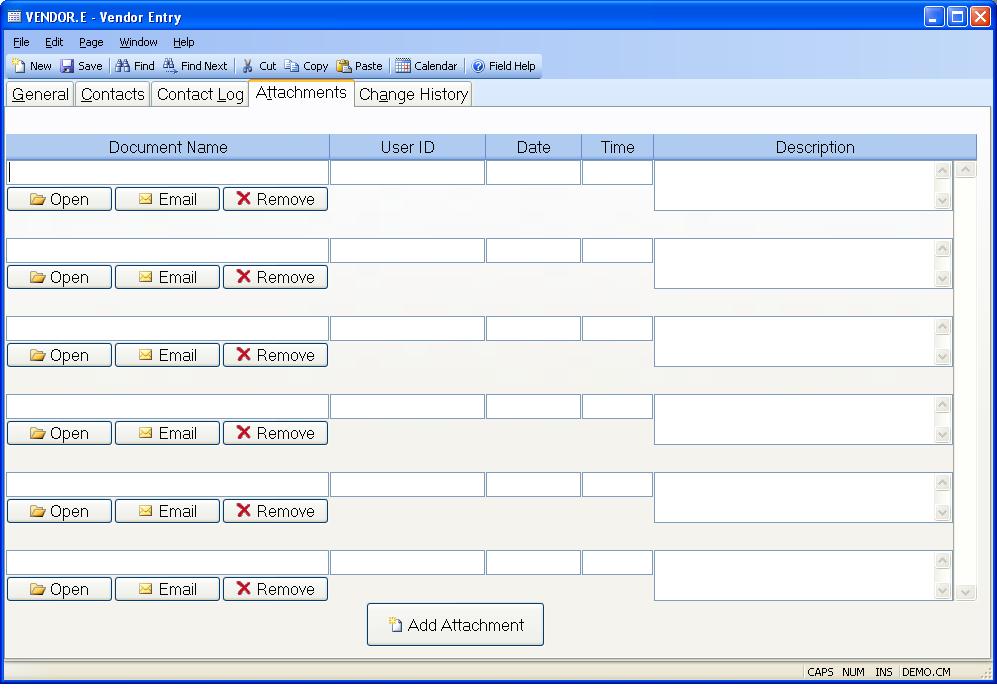 VENDOR.E - Vendor Entry
File Edit Page Window Help
New Save Find Find Next Cut Copy Paste Calendar Field Help
General Contacts Contact Log Attachments Change History
Document Name User ID Date Time Description
Open Email Remove
Open Email Remove
Open Email Remove
Open Email Remove
Open Email Remove
Open Email Remove
Add Attachment
CAPS NUM INS DEMO.CM